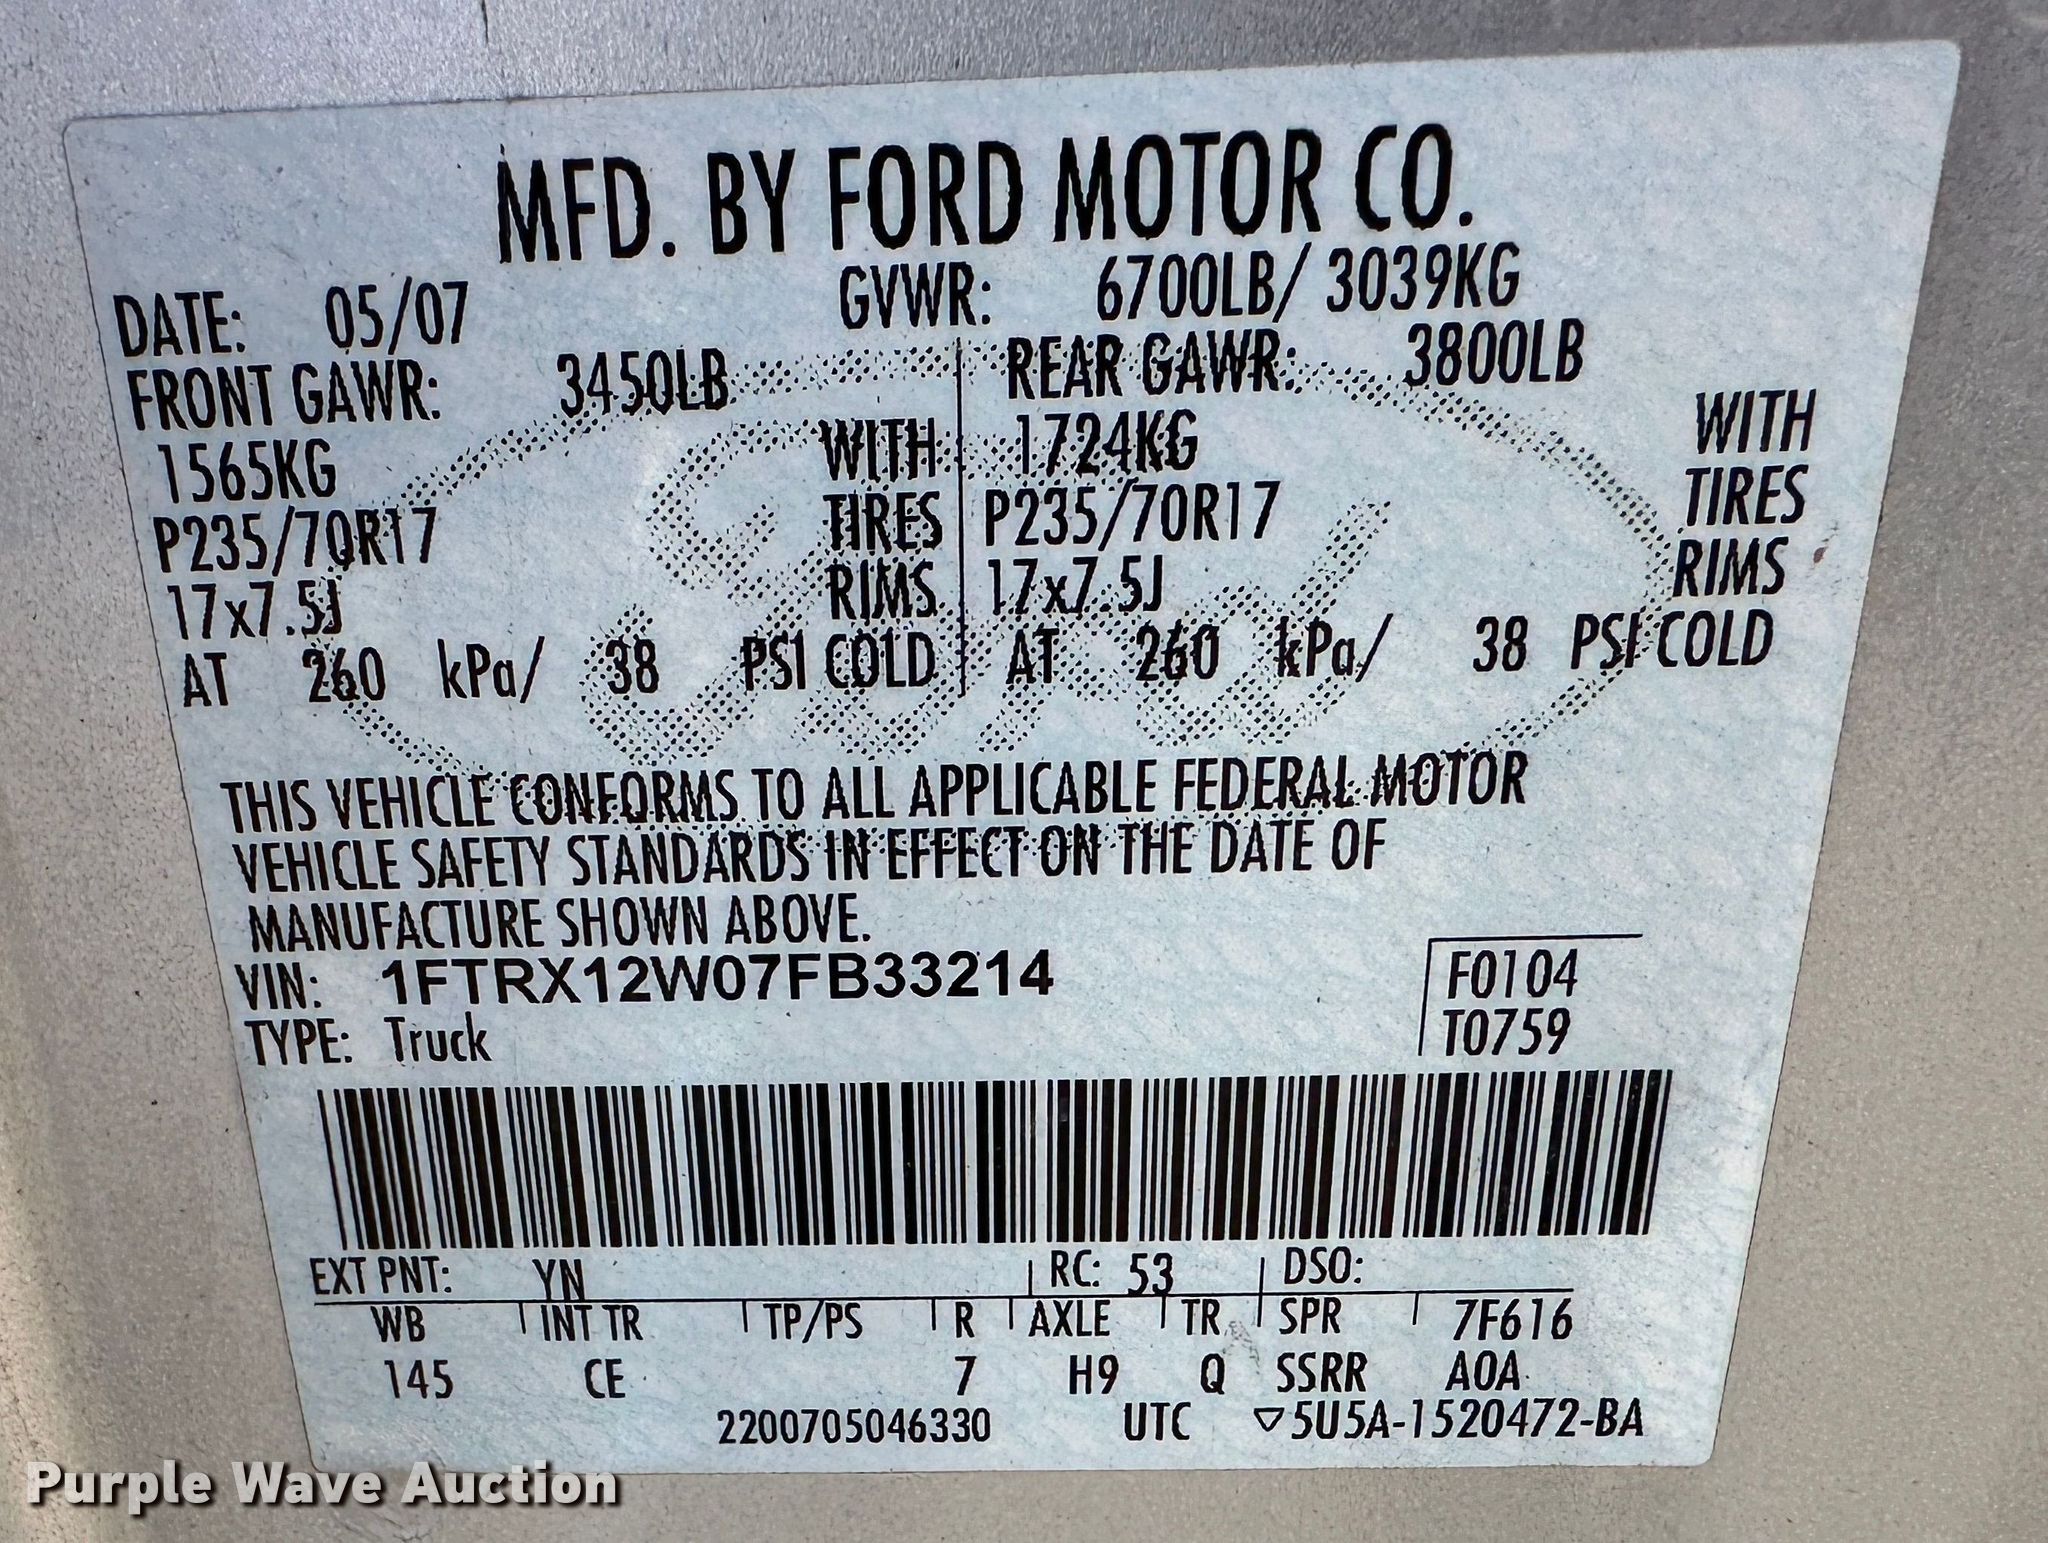 MFD. BY FORD MOTOR CO.
DATE: 05/07 GVWR: 6700LB/ 3039KG
FRONT GAWR: 3450LB REAR GAWR: 3800LB
1565KG WITH 1724KG WITH
P235/70R17 TIRES P235/70R17 TIRES
17x7.5J RIMS 17x7.5J RIMS
AT 260 kPa/ 38 PSI COLD AT 260 kPa/ 38 PSI COLD
THIS VEHICLE CONFORMS TO ALL APPLICABLE FEDERAL MOTOR
VEHICLE SAFETY STANDARDS IN EFFECT ON THE DATE OF
MANUFACTURE SHOWN ABOVE.
VIN: 1FTRX12W07FB33214 F0104
TYPE: Truck T0759
EXT PNT: YN RC: 53 DSO:
WB INT TR TP/PS R AXLE TR SPR 7F616
145 CE 7 H9 Q SSRR A0A
2200705046330 UTC ▽5U5A-1520472-BA
Purple Wave Auction